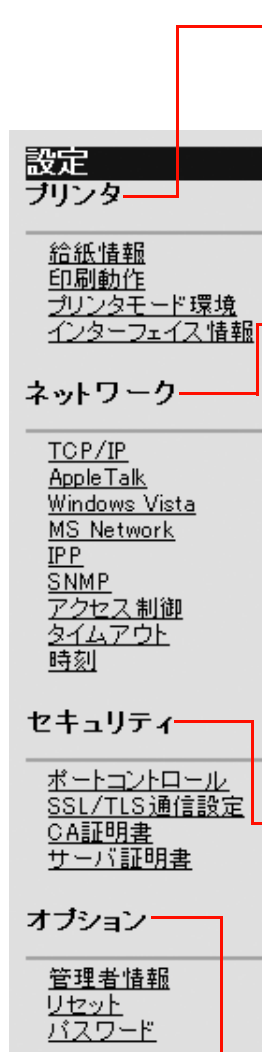 設定
プリンタ
給紙情報
印刷動作
プリンタモード環境
インターフェイス情報
ネットワーク
TCP/IP
AppleTalk
Windows Vista
MS Network
IPP
SNMP
アクセス制御
タイムアウト
時刻
セキュリティ
ポートコントロール
SSL/TLS通信設定
CA証明書
サーバ証明書
オプション
管理者情報
リセット
パスワード